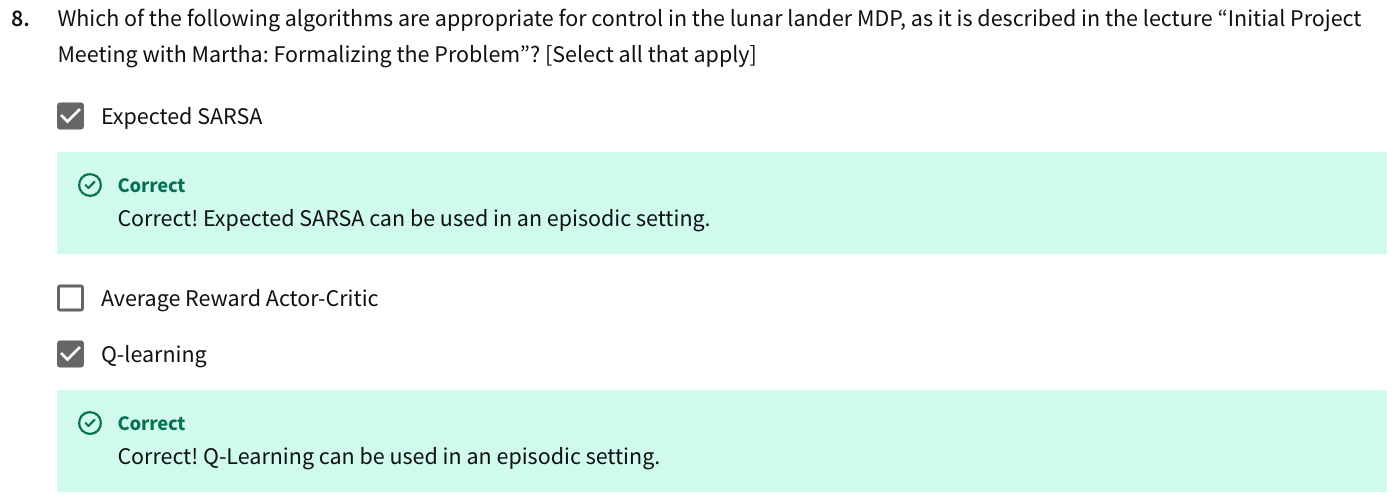 8. Which of the following algorithms are appropriate for control in the lunar lander MDP, as it is described in the lecture “Initial Project
Meeting with Martha: Formalizing the Problem”? [Select all that apply]
Expected SARSA
Correct
Correct! Expected SARSA can be used in an episodic setting.
Average Reward Actor-Critic
Q-learning
Correct
Correct! Q-Learning can be used in an episodic setting.